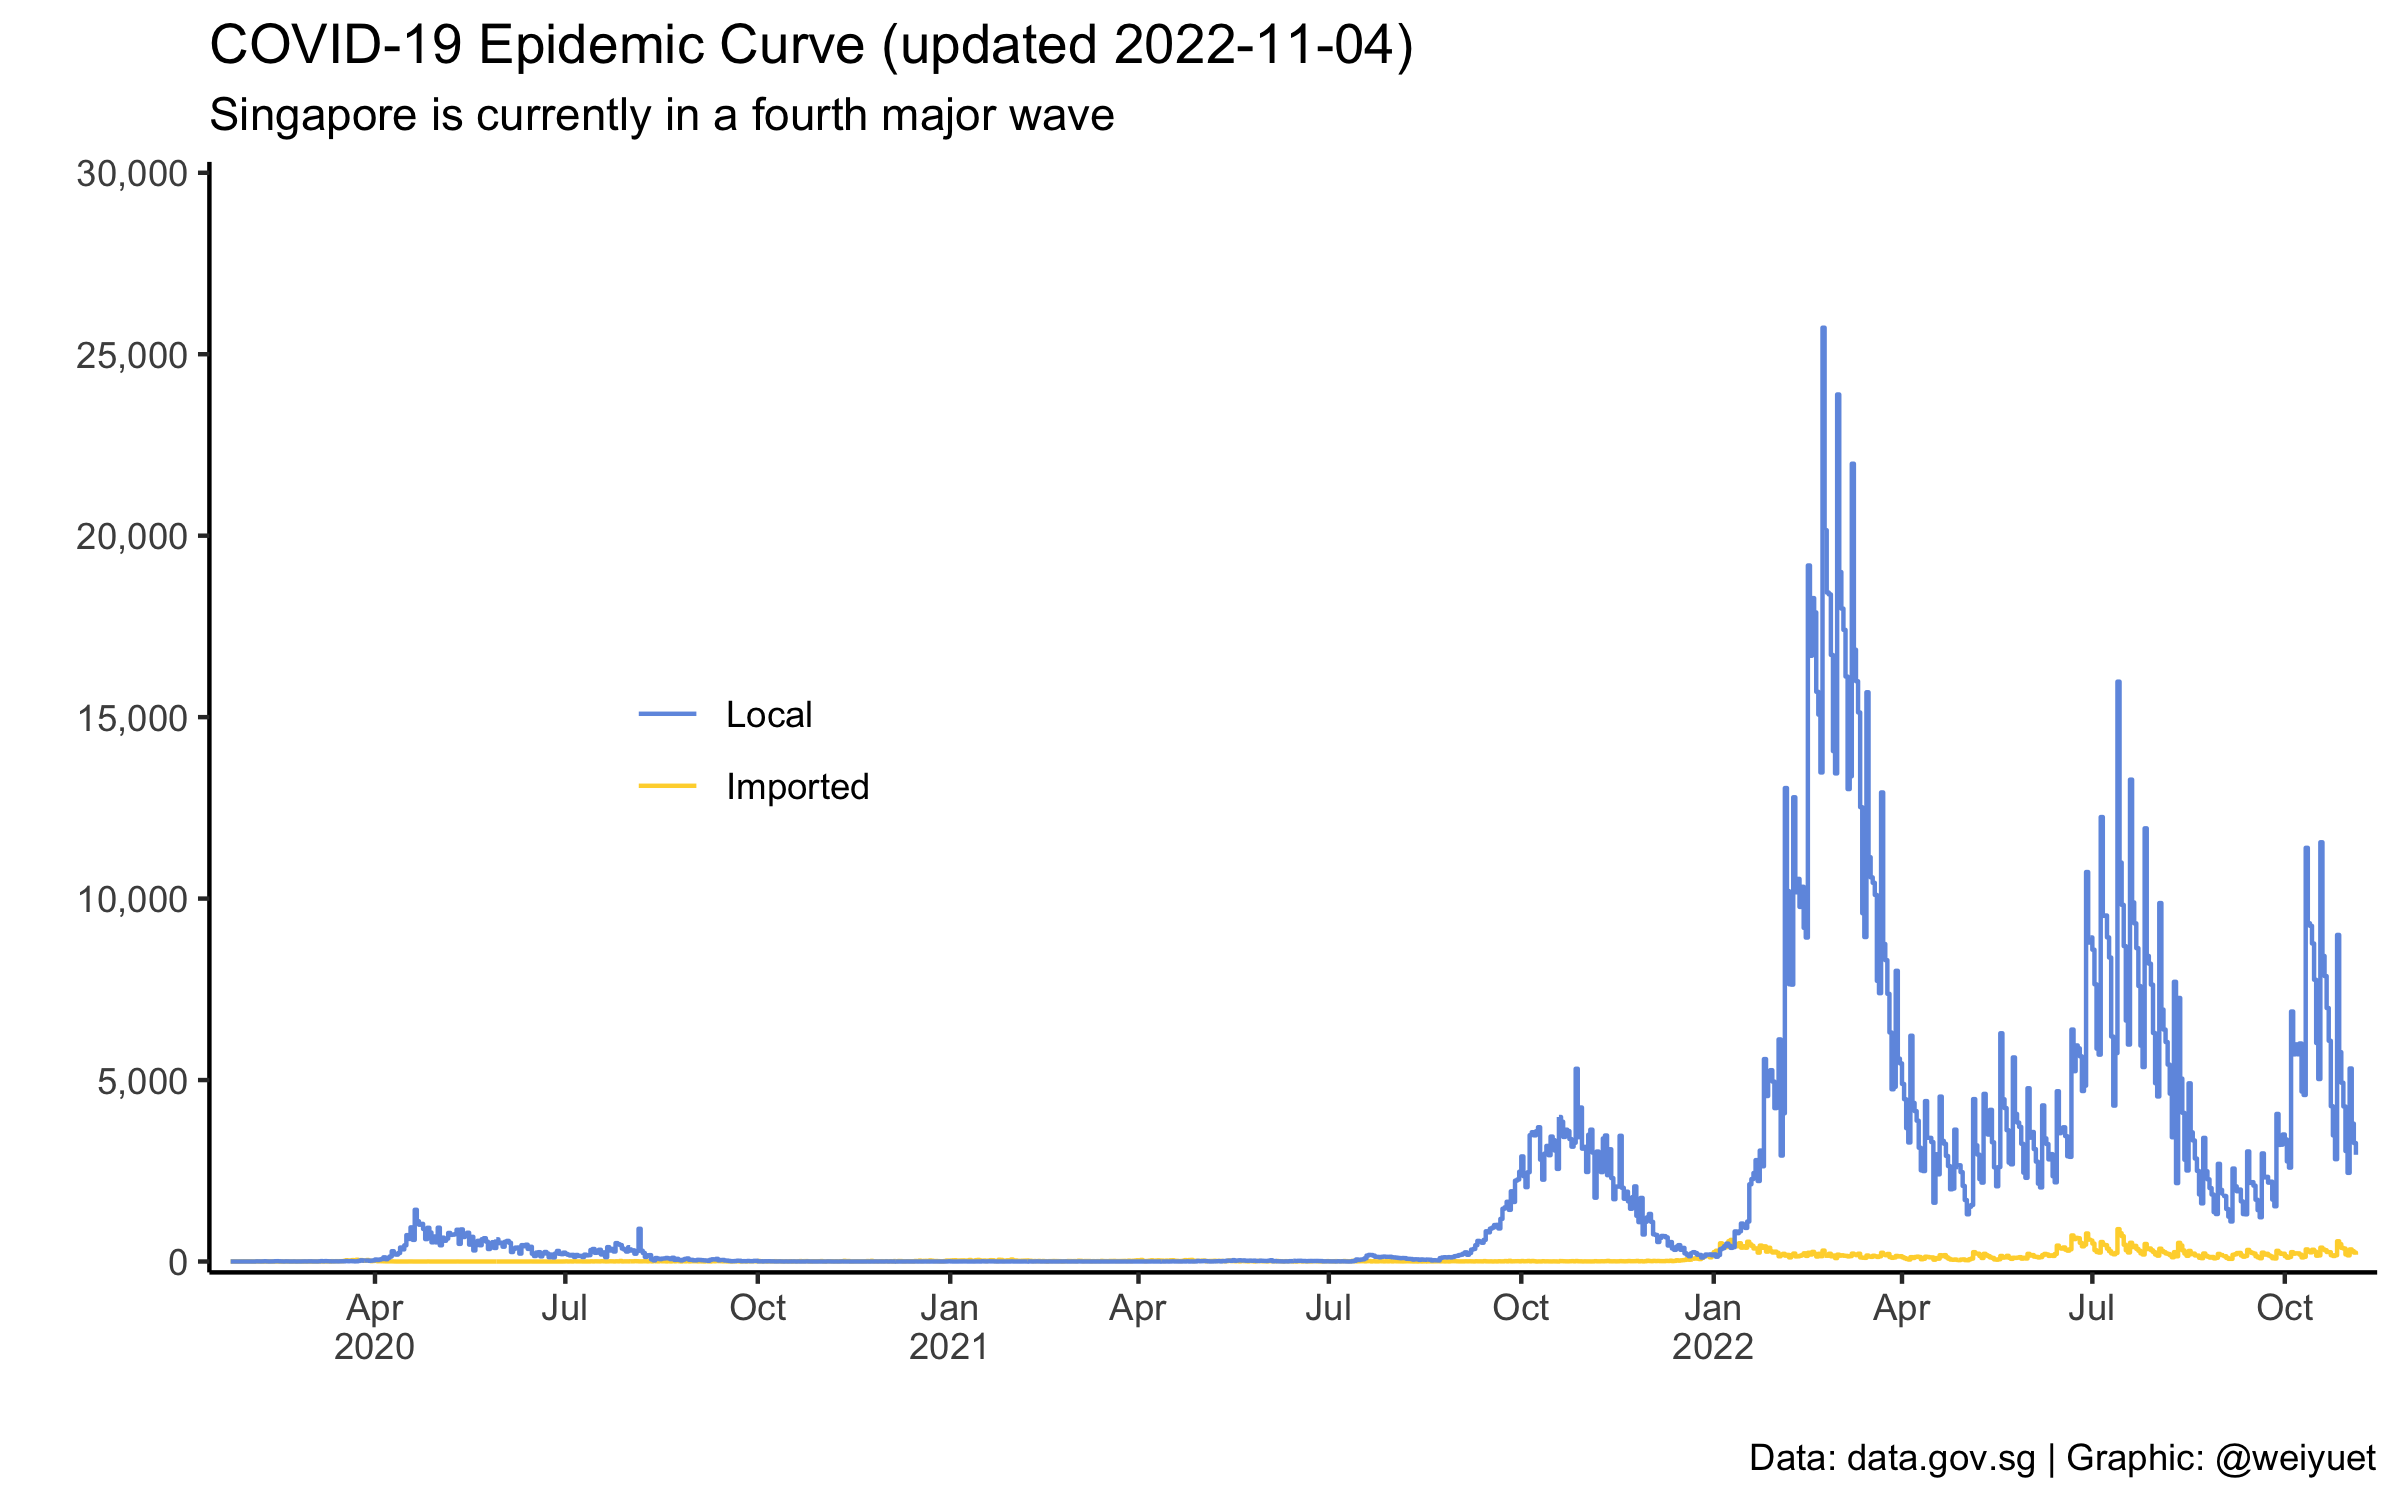 COVID-19 Epidemic Curve (updated 2022-11-04)
Singapore is currently in a fourth major wave
30,000
25,000
20,000
15,000
10,000
5,000
0
Local
Imported
Apr Jul Oct Jan Apr Jul Oct Jan Apr Jul Oct
2020 2021 2022
Data: data.gov.sg | Graphic: @weiyuet